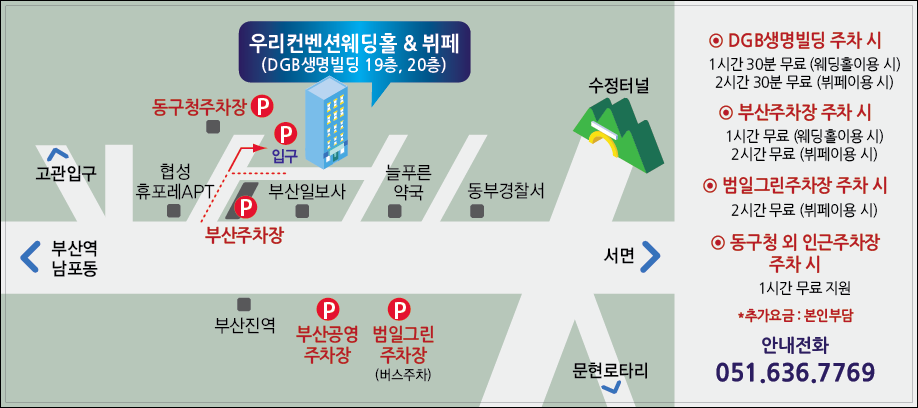 우리컨벤션웨딩홀 & 뷔페
(DGB생명빌딩 19층, 20층)
수정터널
동구청주차장 P
P
입구
고관입구
협성
휴포레APT
부산일보사
늘푸른
약국
동부경찰서
P
부산주차장
부산역
남포동
서면
부산진역
P
부산공영
주차장
P
범일그린
주차장
(버스주차)
문현로타리
DGB생명빌딩 주차 시
1시간 30분 무료 (웨딩홀이용 시)
2시간 30분 무료 (뷔페이용 시)
부산주차장 주차 시
1시간 무료 (웨딩홀이용 시)
2시간 무료 (뷔페이용 시)
범일그린주차장 주차 시
2시간 무료 (뷔페이용 시)
동구청 외 인근주차장
주차 시
1시간 무료 지원
*추가요금 : 본인부담
안내전화
051.636.7769